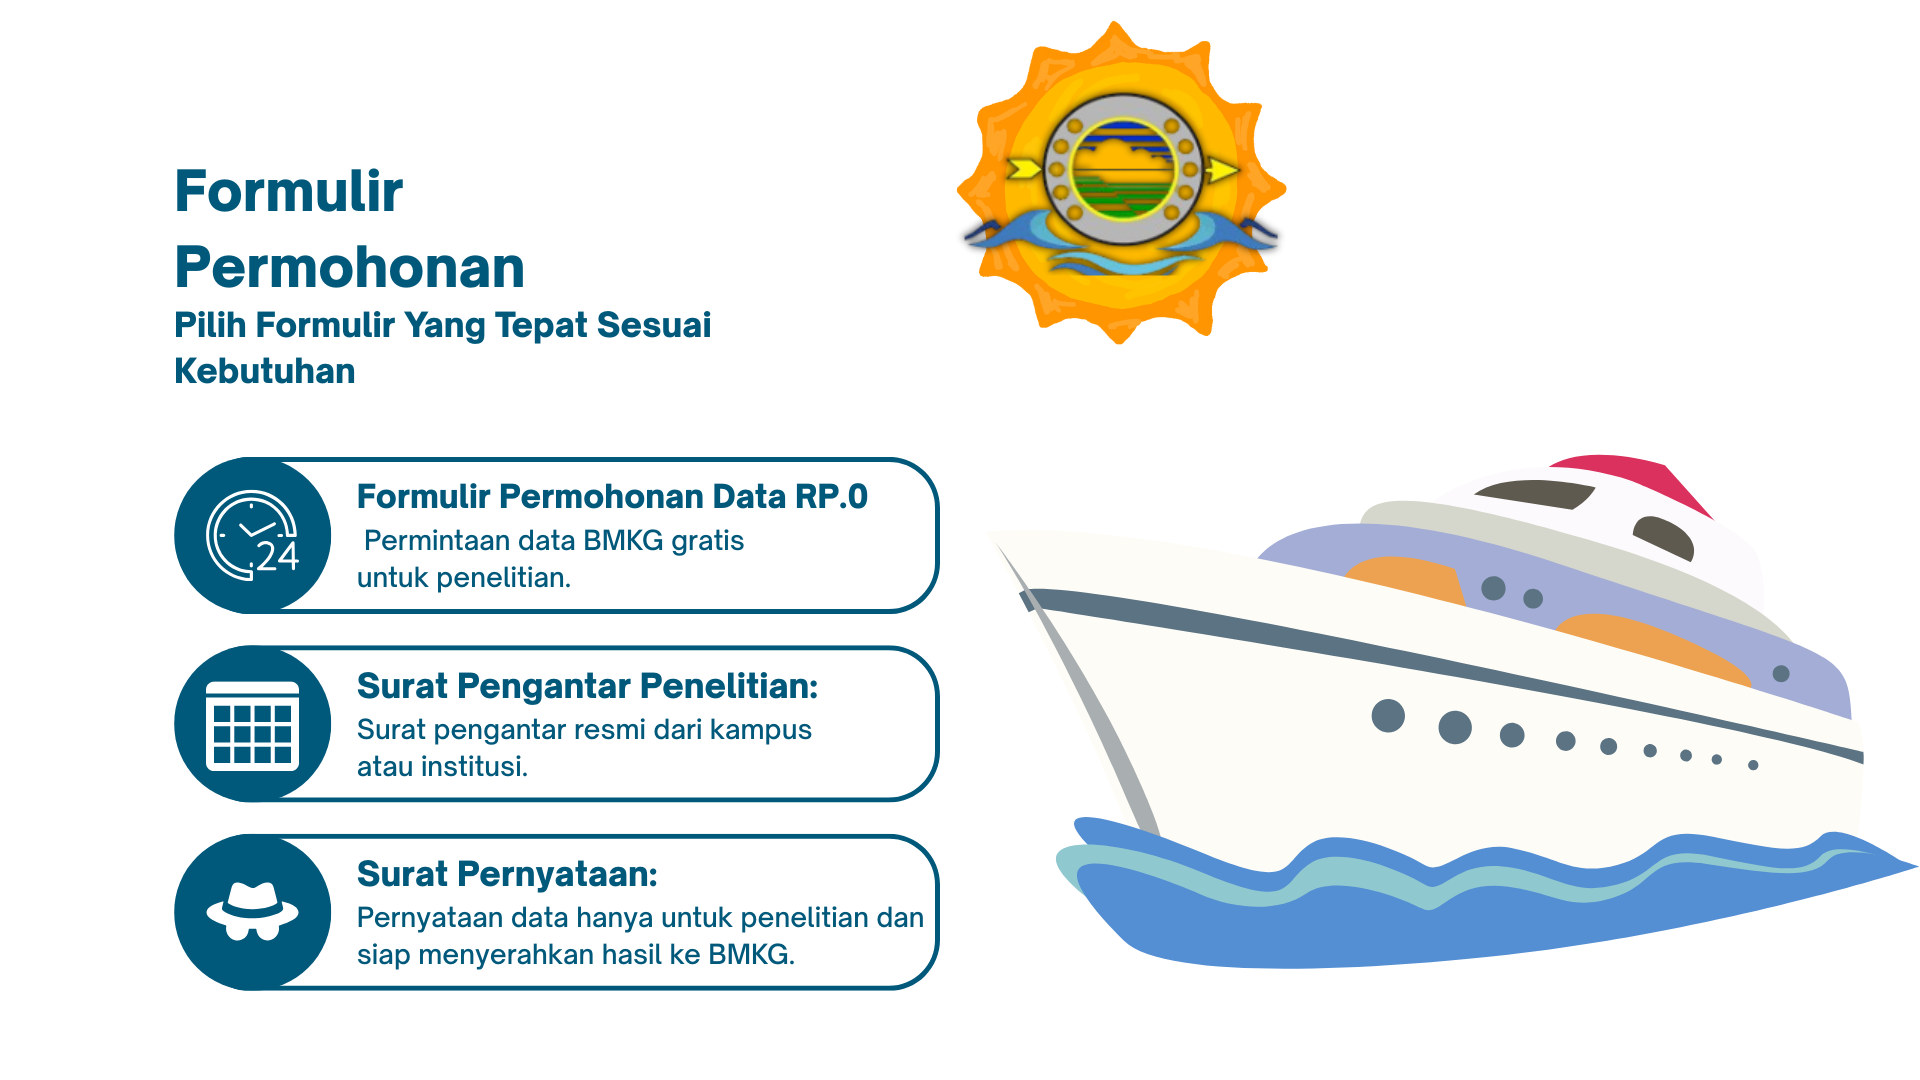 Formulir
Permohonan
Pilih Formulir Yang Tepat Sesuai
Kebutuhan
24
Formulir Permohonan Data RP.0
Permintaan data BMKG gratis
untuk penelitian.
Surat Pengantar Penelitian:
Surat pengantar resmi dari kampus
atau institusi.
Surat Pernyataan:
Pernyataan data hanya untuk penelitian dan
siap menyerahkan hasil ke BMKG.